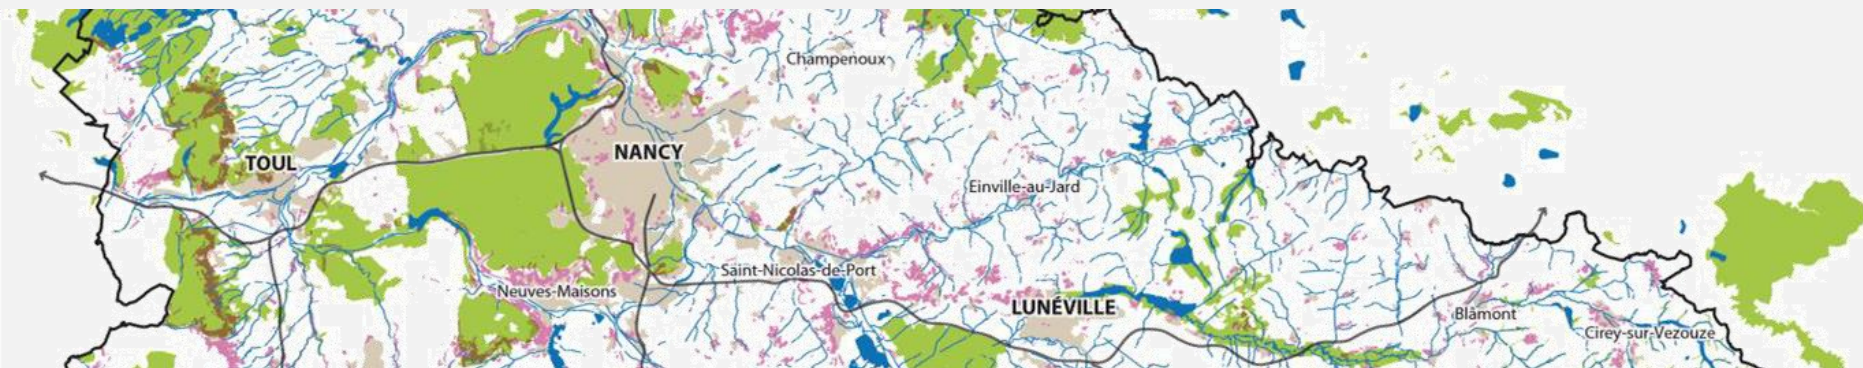 Champenoux
TOUL
NANCY
Einville-au-Jard
Saint-Nicolas-de-Port
Neuves-Maisons
LUNÉVILLE
Blâmont
Cirey-sur-Vezouze